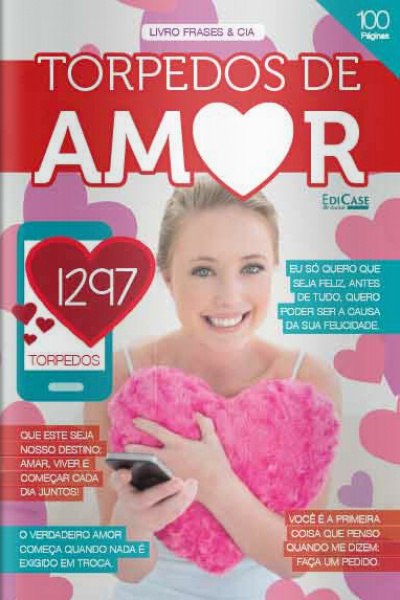 LIVRO FRASES & CIA
100
Páginas
TORPEDOS DE
AM♥R
EDICASE
1297
TORPEDOS
EU SÓ QUERO QUE
SEJA FELIZ, ANTES
DE TUDO, QUERO
PODER SER A CAUSA
DA SUA FELICIDADE.
QUE ESTE SEJA
NOSSO DESTINO:
AMAR, VIVER E
COMEÇAR CADA
DIA JUNTOS!
O VERDADEIRO AMOR
COMEÇA QUANDO NADA É
EXIGIDO EM TROCA.
VOCÊ É A PRIMEIRA
COISA QUE PENSO
QUANDO ME DIZEM:
FAÇA UM PEDIDO.